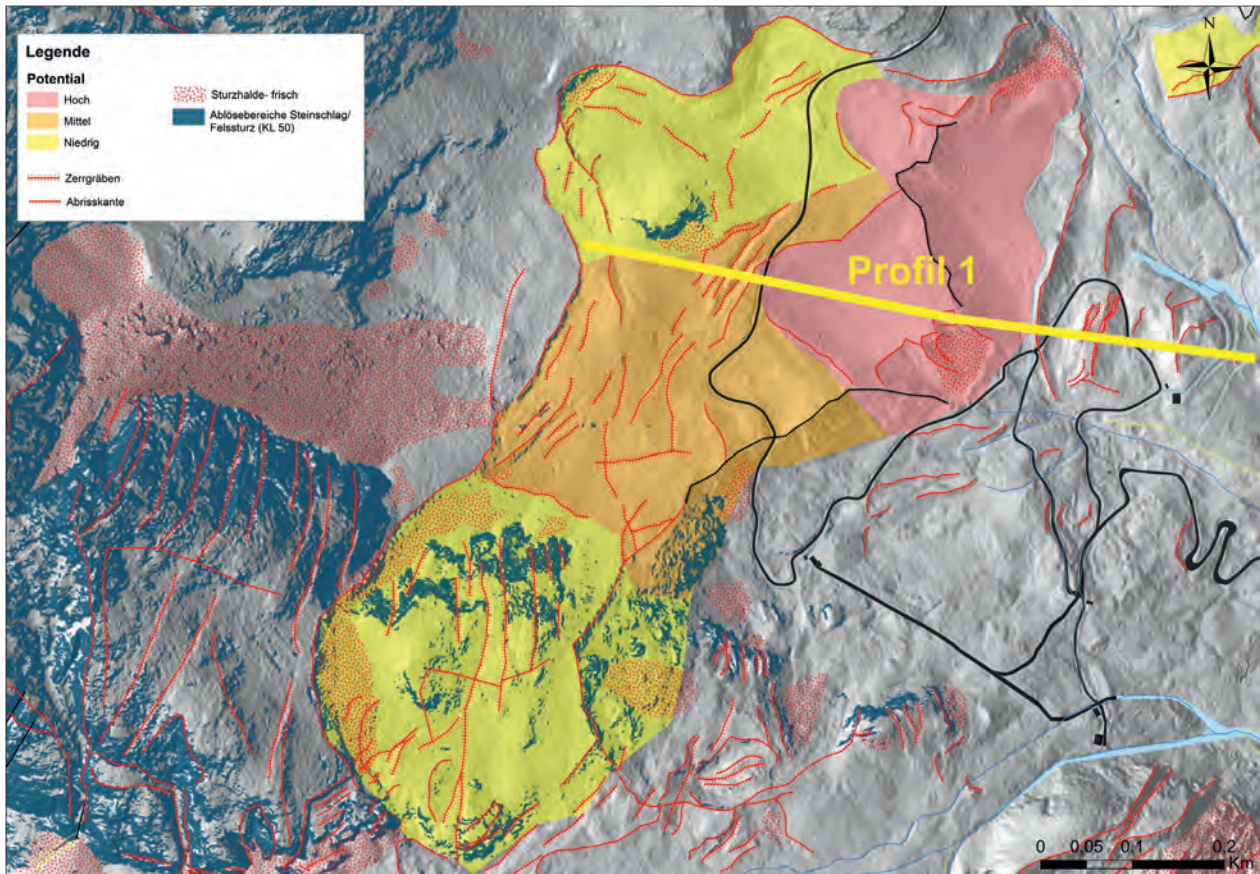 Legende
Potential
Hoch
Mittel
Niedrig
Zerrgräben
Abrisskante
Sturzhalde- frisch
Ablösebereiche Steinschlag/
Felssturz (KL 50)
N
Profil 1
0 0,05 0,1 0,2
Km